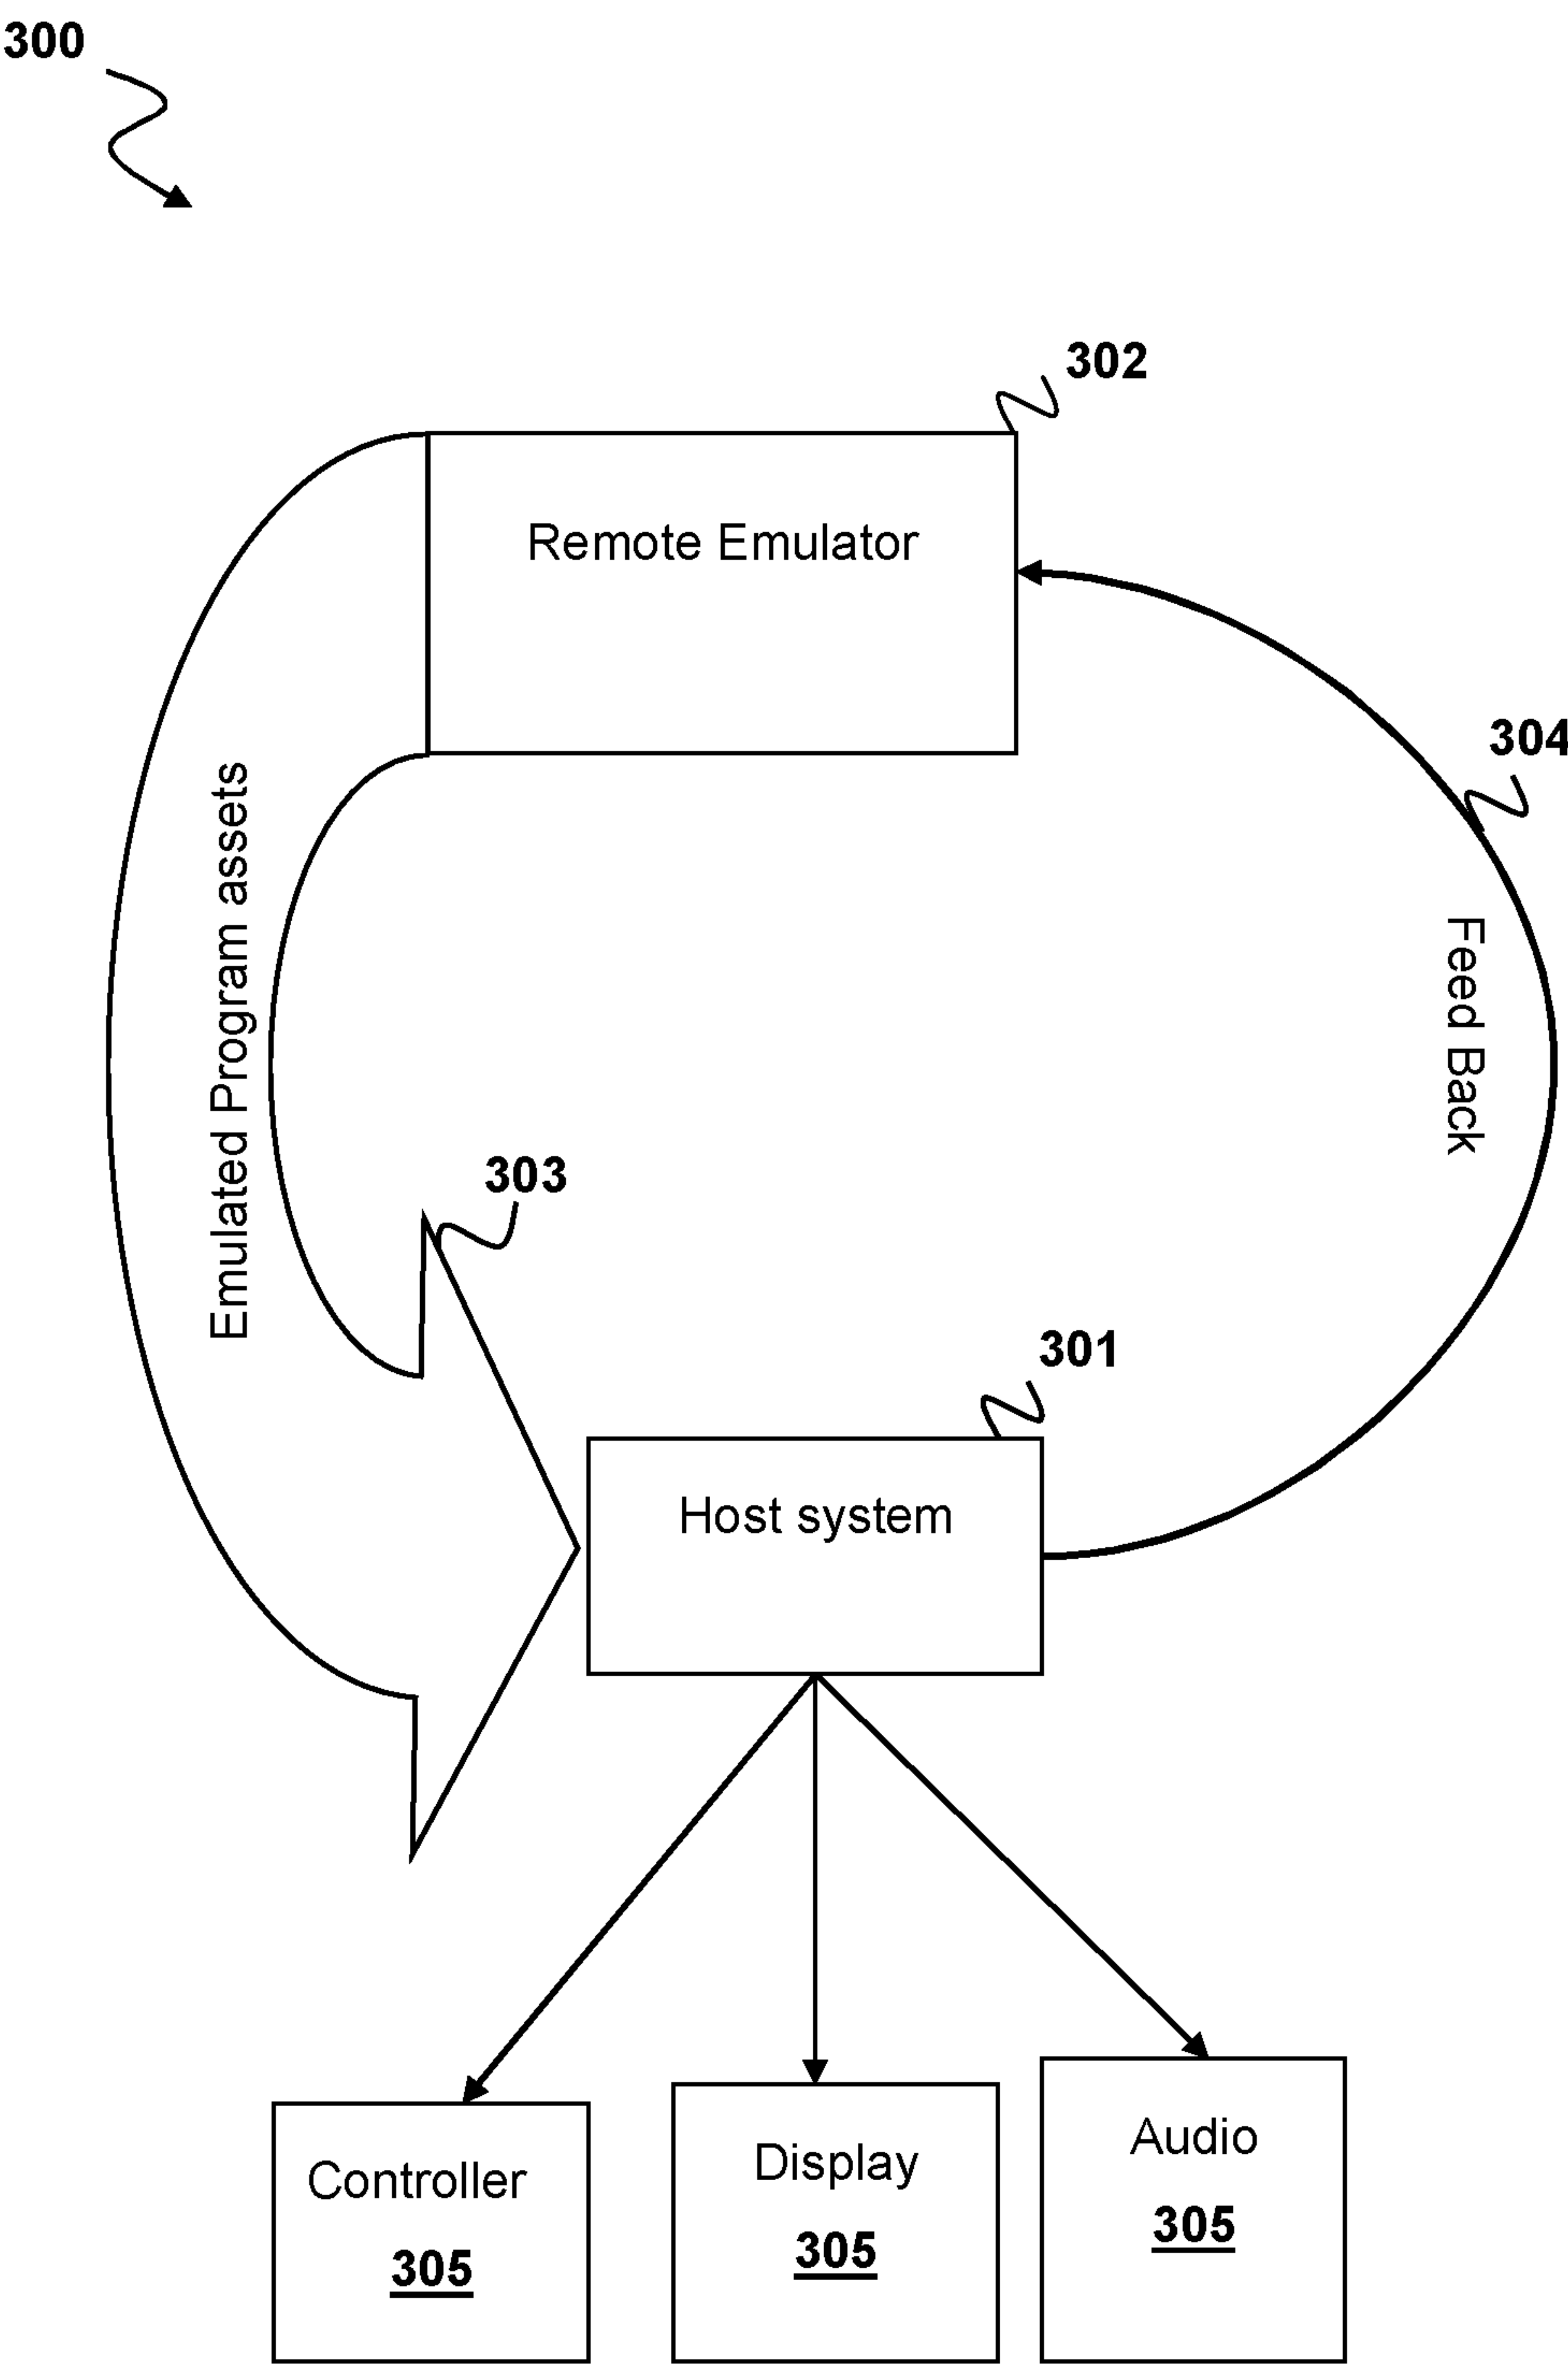 300
302
Remote Emulator
304
Emulated Program assets
Feed Back
303
301
Host system
Controller
305
Display
305
Audio
305